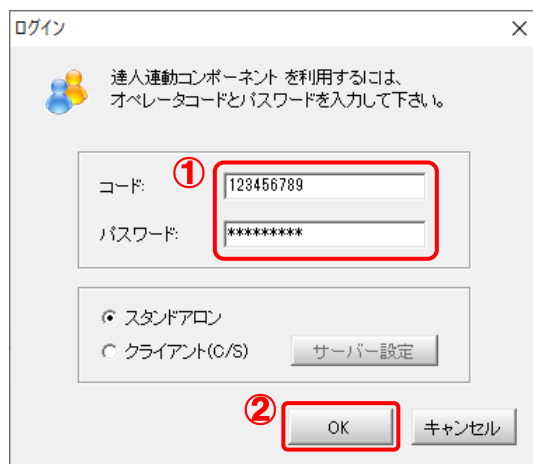 ログイン
達人連動コンポーネント を利用するには、
オペレータコードとパスワードを入力して下さい。
①
コード: 123456789
パスワード: *********
スタンドアロン
クライアント(C/S) サーバー設定
②
OK キャンセル